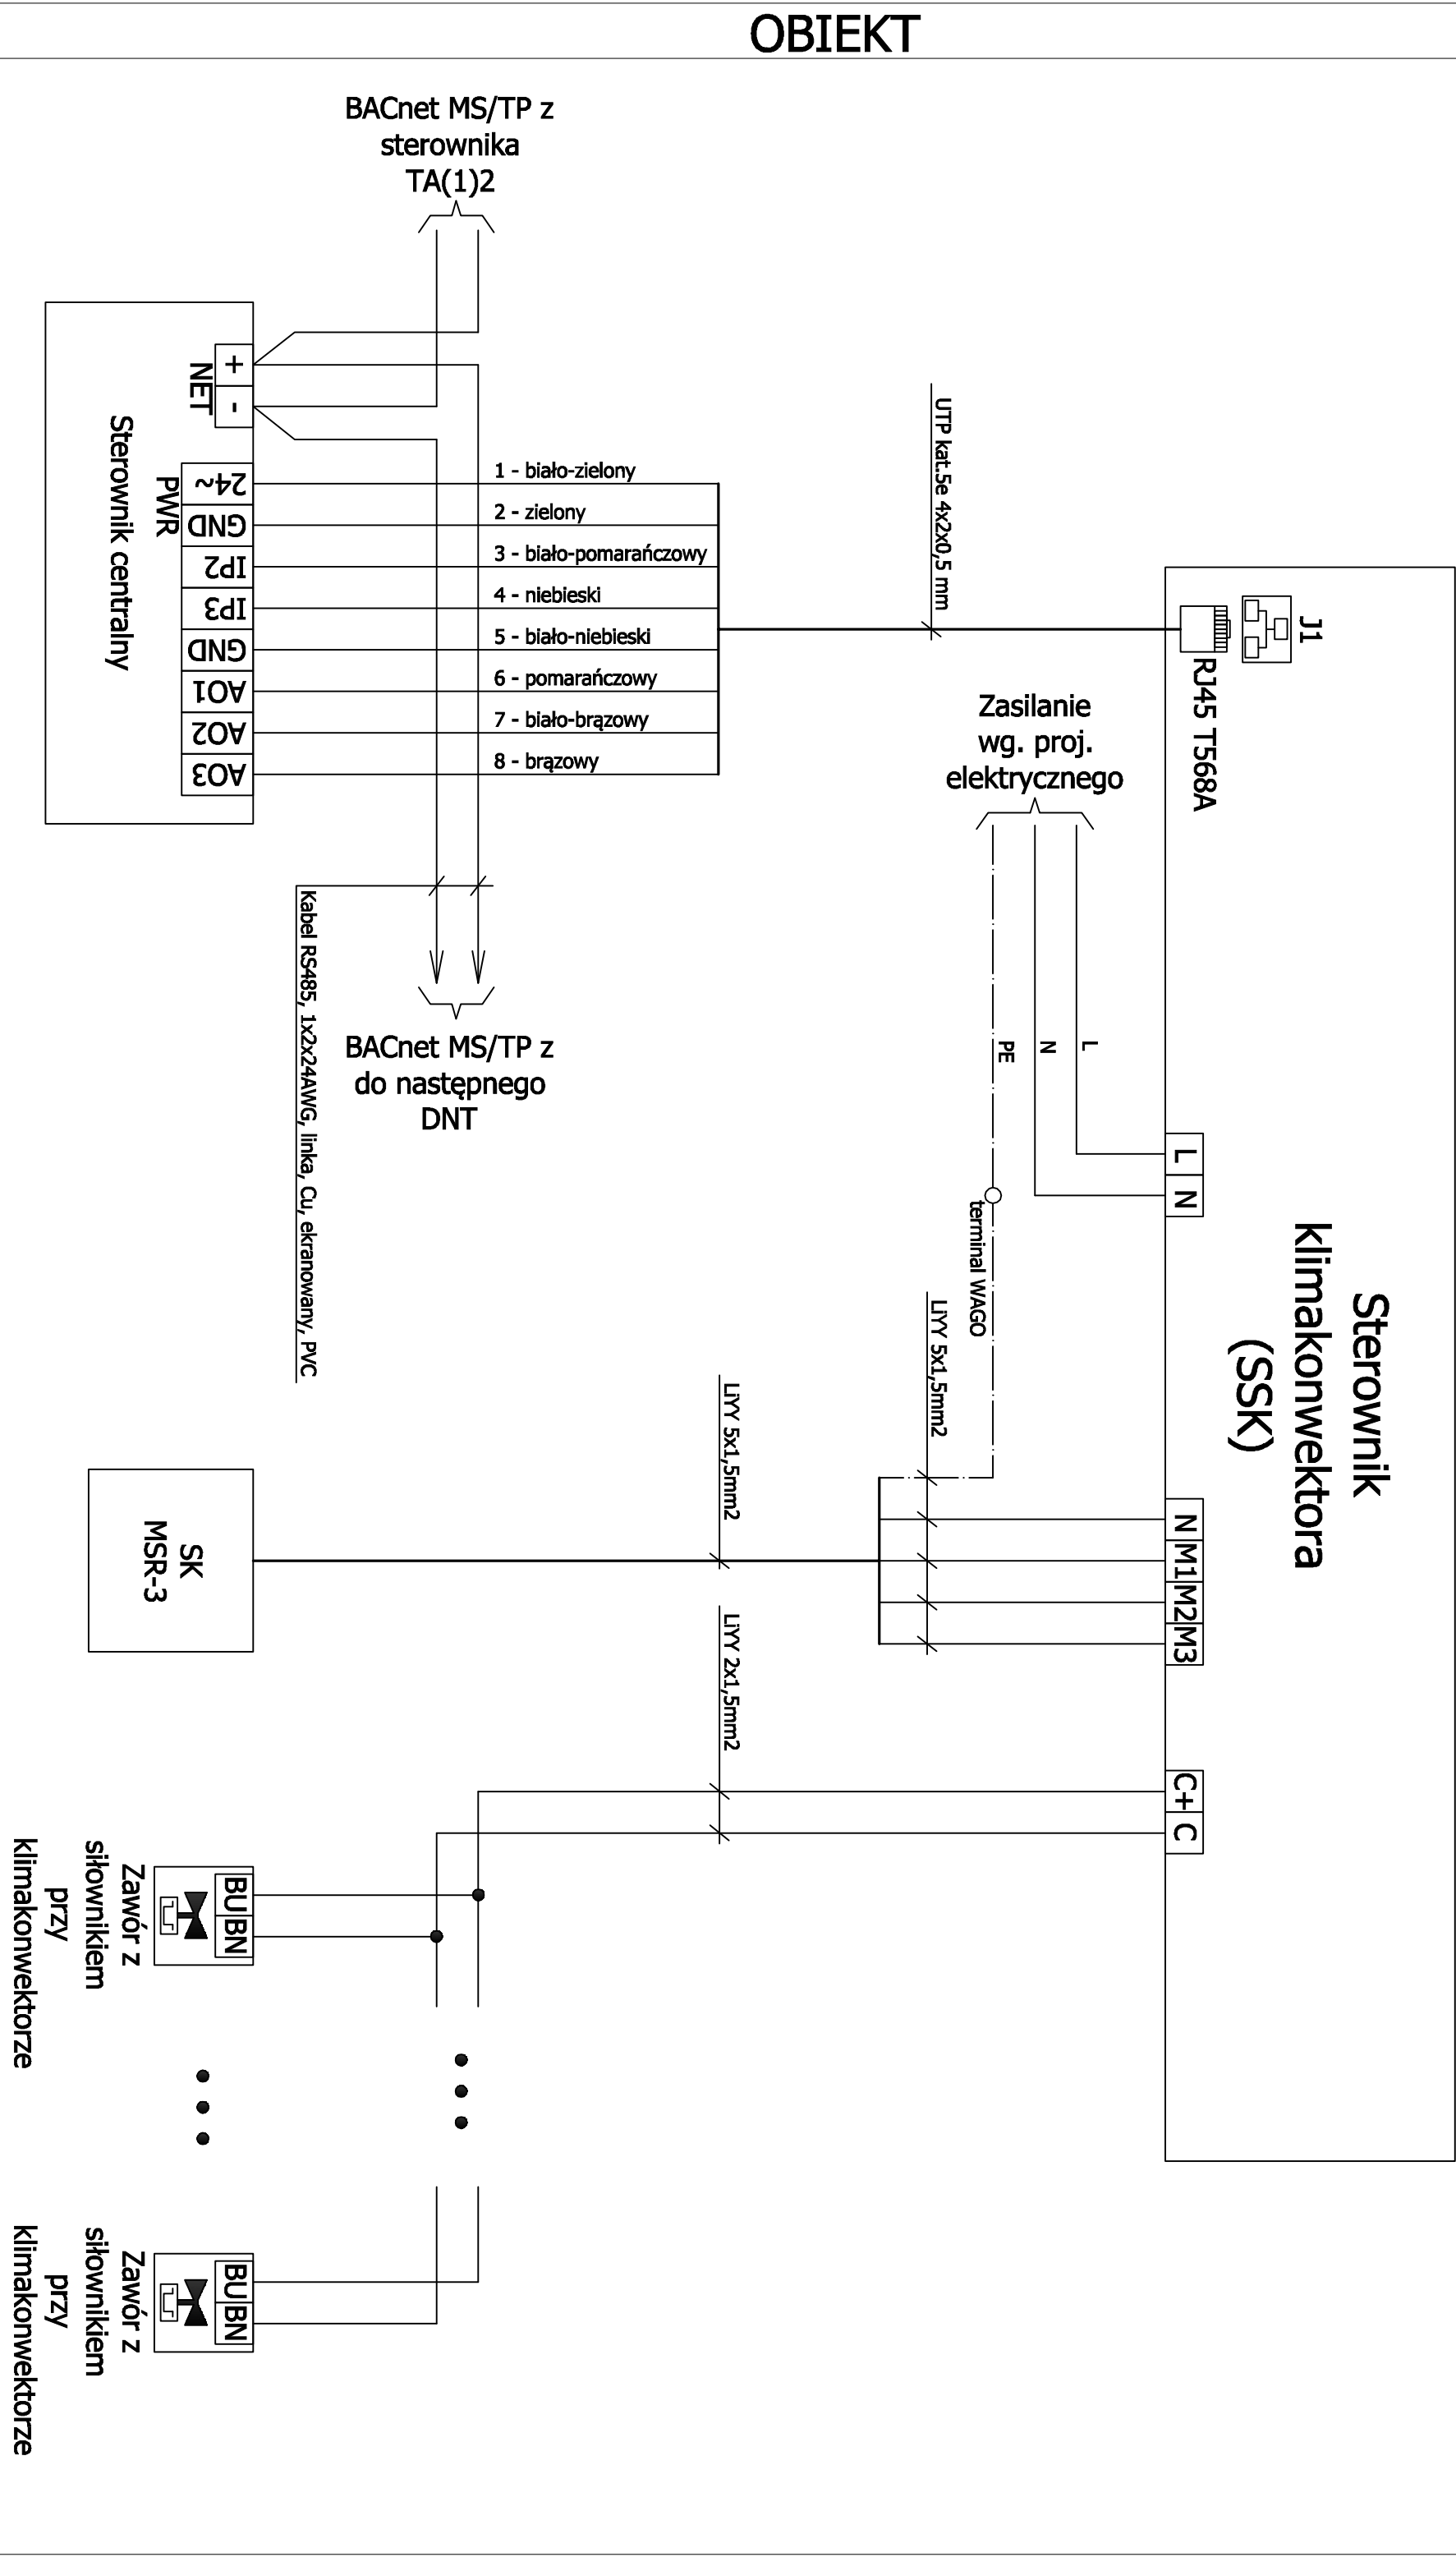 OBIEKT
BACnet MS/TP z
sterownika
TA(1)2
+
-
NET
24~
GND
IP2
IP3
GND
AO1
AO2
AO3
PWR
Sterownik centralny
1 - biało-zielony
2 - zielony
3 - biało-pomarańczowy
4 - niebieski
5 - biało-niebieski
6 - pomarańczowy
7 - biało-brązowy
8 - brązowy
UTP kat.5e 4x2x0,5 mm
J1
RJ45 T568A
Zasilanie
wg. proj.
elektrycznego
L
N
PE
Kabel RS485, 1x2x24AWG, linka, Cu, ekranowany, PVC
BACnet MS/TP z
do następnego
DNT
L
N
terminal WAGO
Sterownik
klimakonwektora
(SSK)
LiYY 5x1,5mm2
LiYY 5x1,5mm2
N
M1
M2
M3
SK
MSR-3
LiYY 2x1,5mm2
C+
C
BU
BN
Zawór z
siłownikiem
przy
klimakonwektorze
BU
BN
Zawór z
siłownikiem
przy
klimakonwektorze